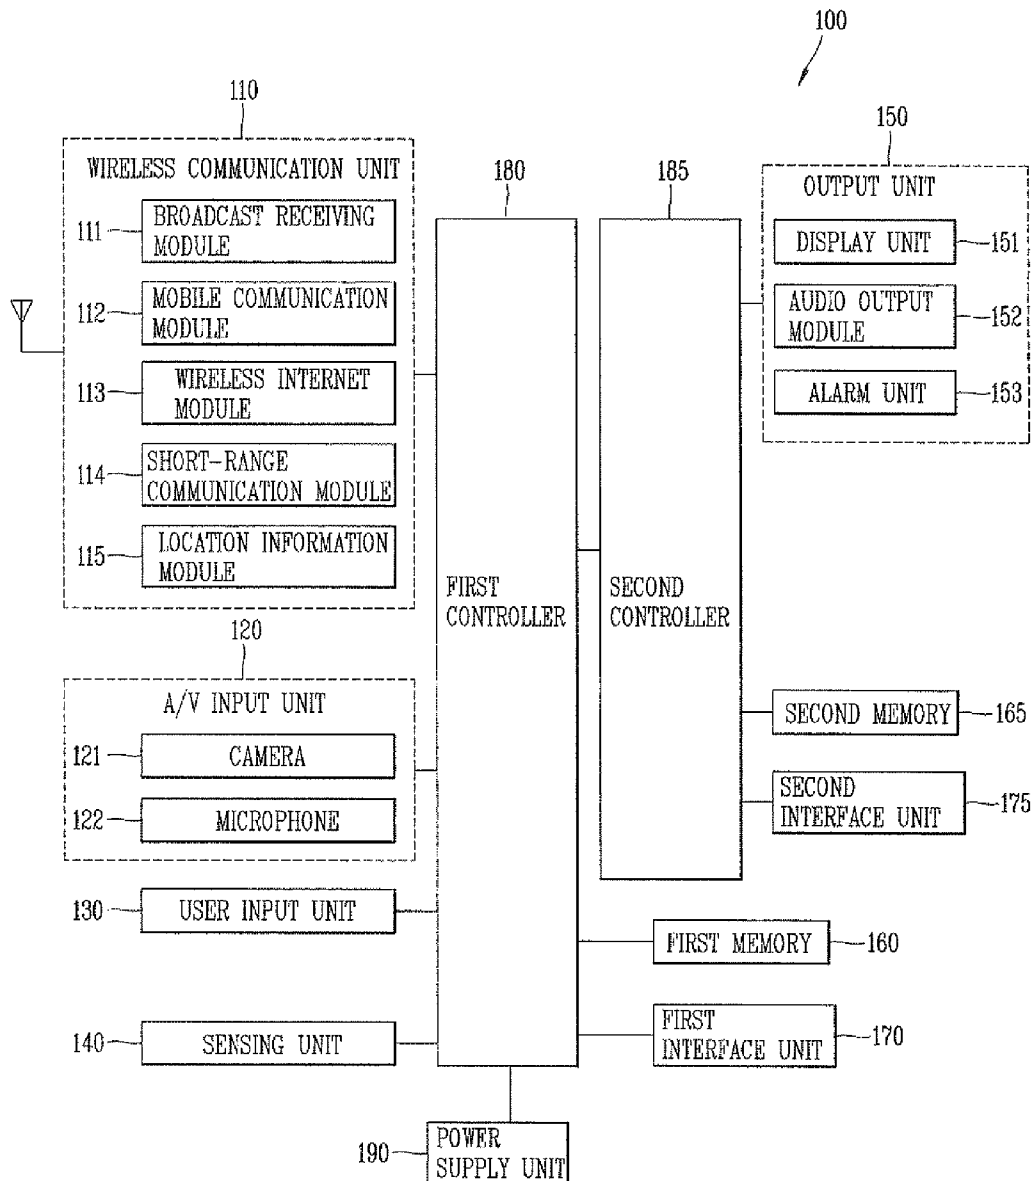 100
110
WIRELESS COMMUNICATION UNIT
111
BROADCAST RECEIVING
MODULE
112
MOBILE COMMUNICATION
MODULE
113
WIRELESS INTERNET
MODULE
114
SHORT-RANGE
COMMUNICATION MODULE
115
LOCATION INFORMATION
MODULE
120
A/V INPUT UNIT
121
CAMERA
122
MICROPHONE
130
USER INPUT UNIT
140
SENSING UNIT
180
FIRST
CONTROLLER
185
SECOND
CONTROLLER
150
OUTPUT UNIT
DISPLAY UNIT
151
AUDIO OUTPUT
MODULE
152
ALARM UNIT
153
SECOND MEMORY
165
SECOND
INTERFACE UNIT
175
FIRST MEMORY
160
FIRST
INTERFACE UNIT
170
190
POWER
SUPPLY UNIT